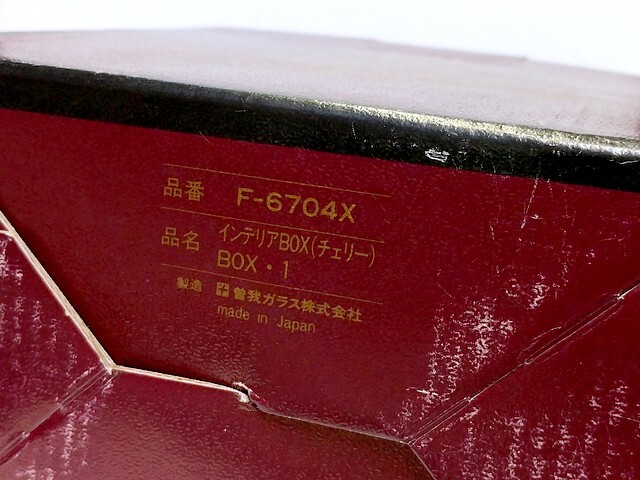 品番 F-6704X
品名 インテリアBOX(チェリー)
BOX・1
製造 曽我ガラス株式会社
made in Japan